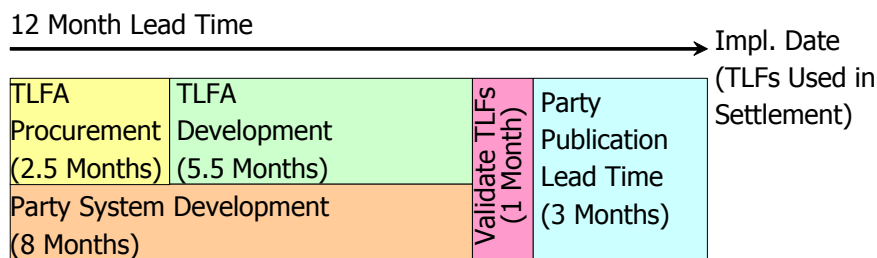 12 Month Lead Time
Impl. Date
(TLFs Used in
Settlement)
TLFA
Procurement
(2.5 Months)
TLFA
Development
(5.5 Months)
Party System Development
(8 Months)
Validate TLFs
(1 Month)
Party
Publication
Lead Time
(3 Months)